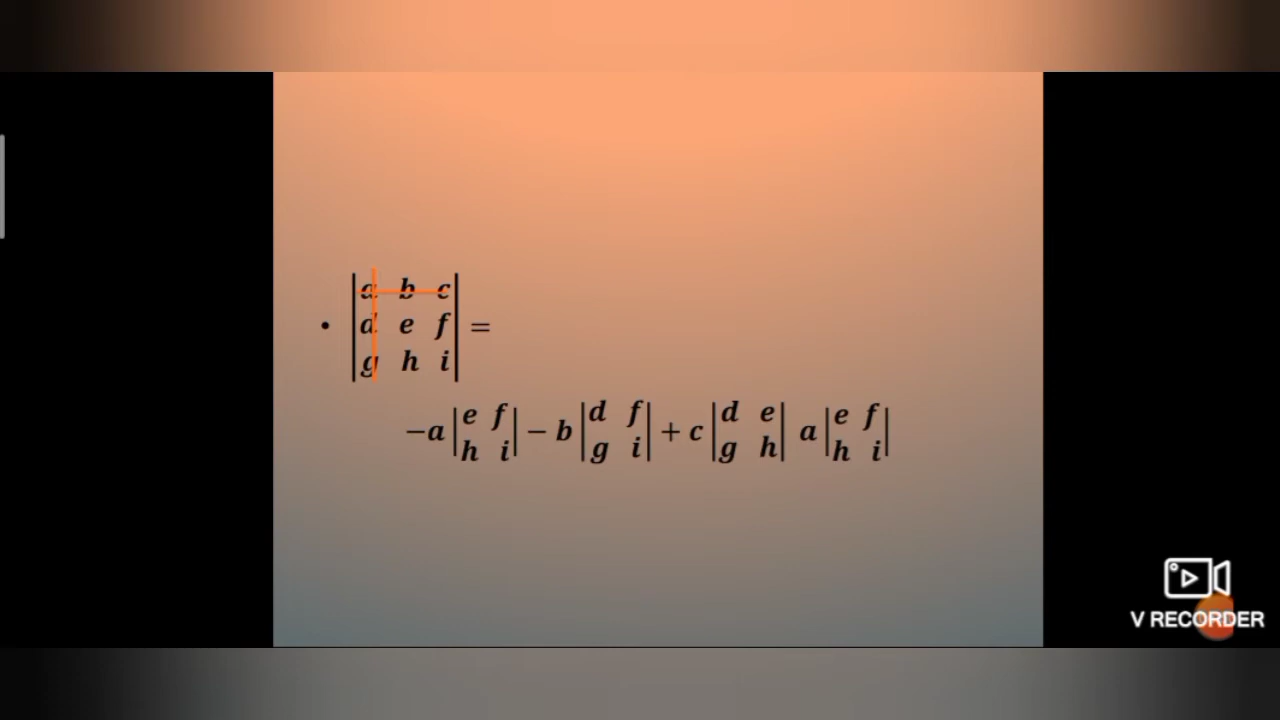 • |a b c|
|d e f| =
|g h i|
−a |e f| − b |d f| + c |d e| a |e f|
|h i| |g i| |g h| |h i|
V RECORDER